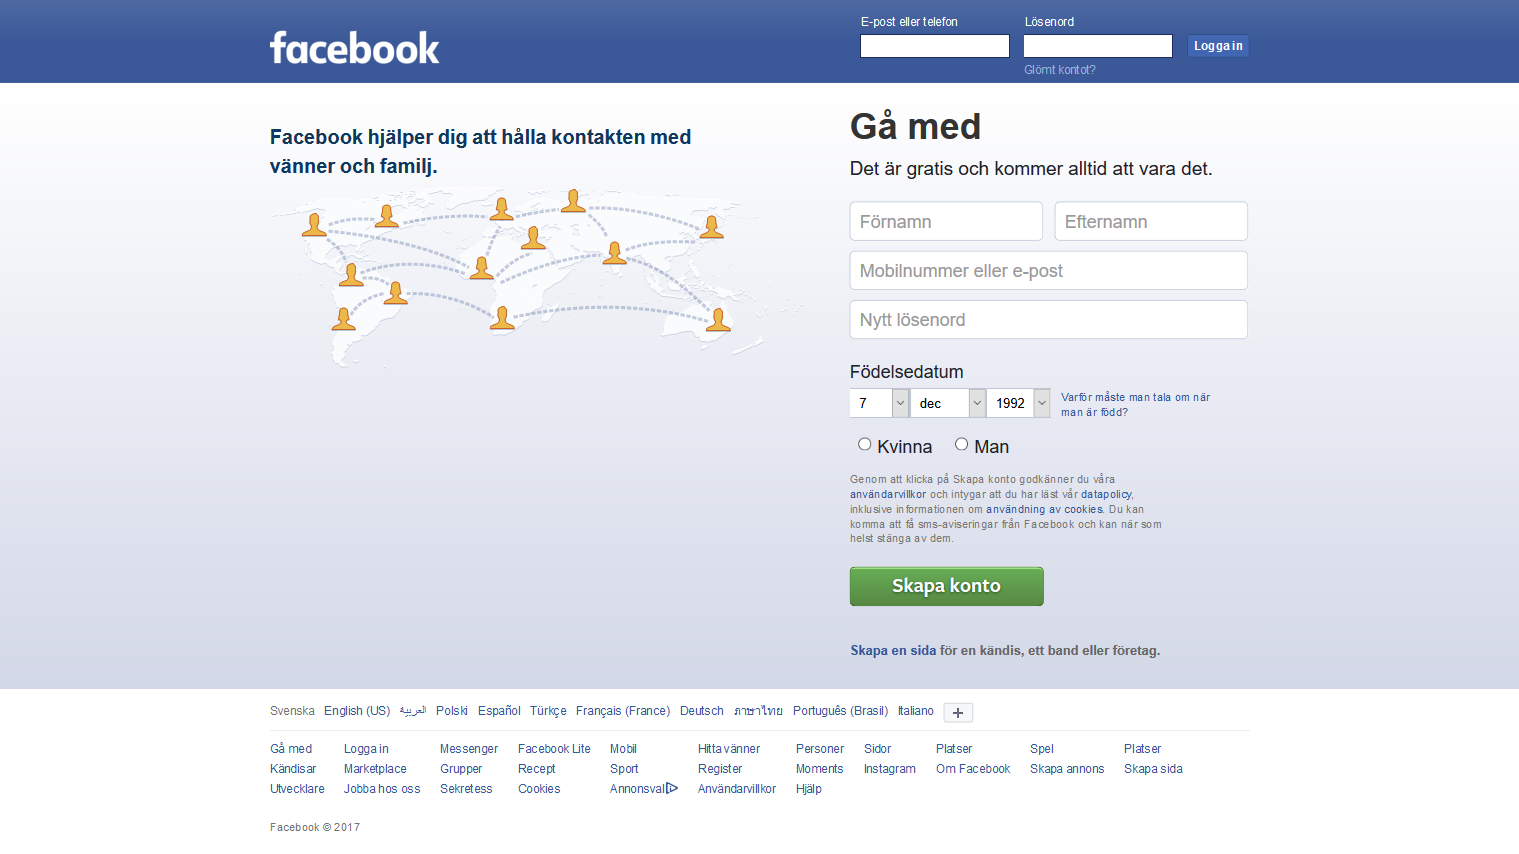 facebook
E-post eller telefon
Lösenord
Logga in
Glömt kontot?
Facebook hjälper dig att hålla kontakten med
vänner och familj.
Gå med
Det är gratis och kommer alltid att vara det.
Förnamn
Efternamn
Mobilnummer eller e-post
Nytt lösenord
Födelsedatum
7 dec 1992
Varför måste man tala om när
man är född?
Kvinna Man
Genom att klicka på Skapa konto godkänner du våra
användarvillkor och intygar att du har läst vår datapolicy,
inklusive informationen om användning av cookies. Du kan
komma att få sms-aviseringar från Facebook och kan när som
helst stänga av dem.
Skapa konto
Skapa en sida för en kändis, ett band eller företag.
Svenska English (US) العربية Polski Español Türkçe Français (France) Deutsch ภาษาไทย Português (Brasil) Italiano
Gå med Logga in Messenger Facebook Lite Mobil Hitta vänner Personer Sidor Platser Spel Platser
Kändisar Marketplace Grupper Recept Sport Register Moments Instagram Om Facebook Skapa annons Skapa sida
Utvecklare Jobba hos oss Sekretess Cookies Annonsval Användarvillkor Hjälp
Facebook © 2017